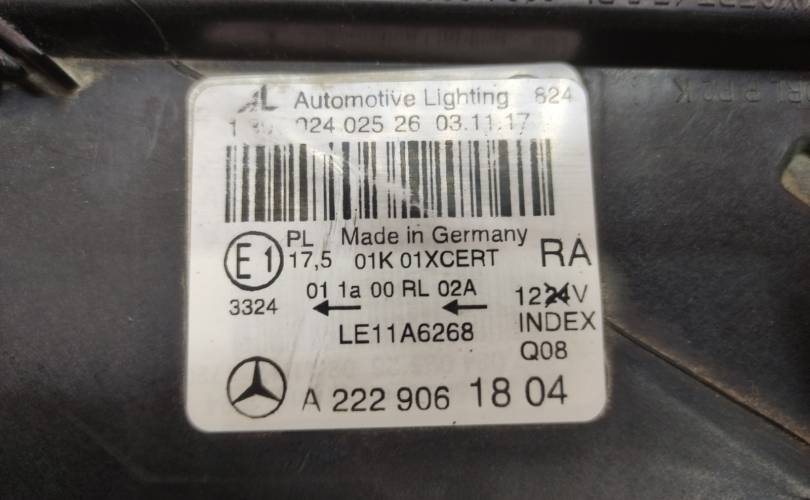 AL Automotive Lighting 824
024 025 26 03.11.17
PL Made in Germany
E1 17,5 01K 01XCERT RA
01 1a 00 RL 02A
3324 1224V
LE11A6268 INDEX
Q08
A 222 906 18 04